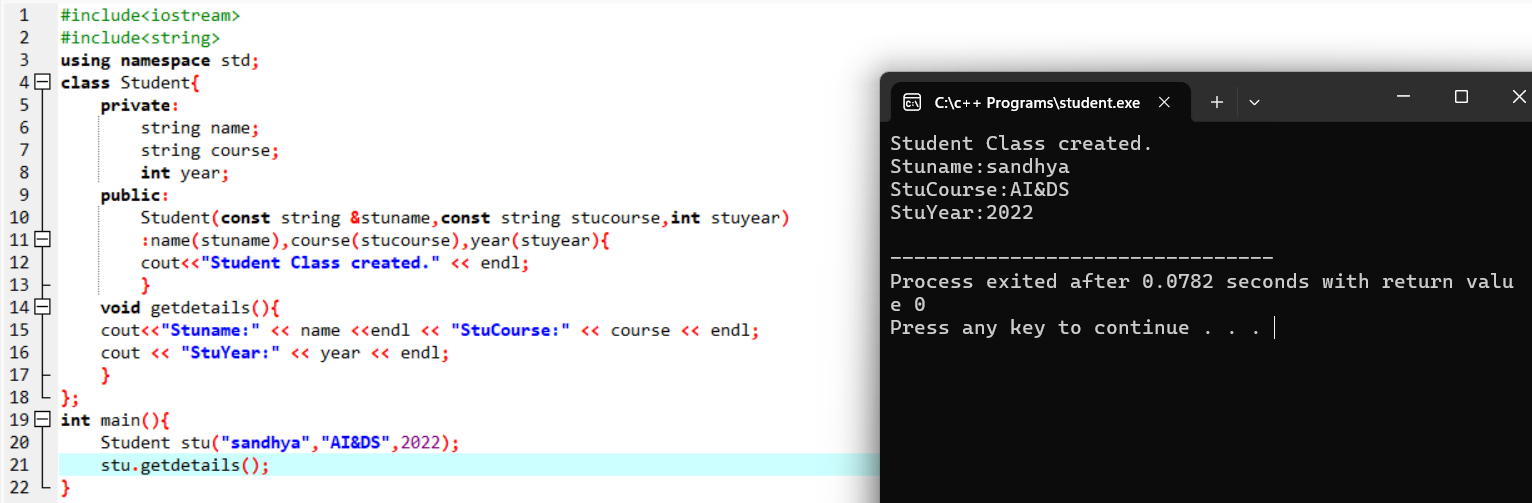 1 #include<iostream>
2 #include<string>
3 using namespace std;
4 class Student{
5 private:
6 string name;
7 string course;
8 int year;
9 public:
10 Student(const string &stuname,const string stucourse,int stuyear)
11 :name(stuname),course(stucourse),year(stuyear){
12 cout<<"Student Class created." << endl;
13 }
14 void getdetails(){
15 cout<<"Stuname:" << name <<endl << "StuCourse:" << course << endl;
16 cout << "StuYear:" << year << endl;
17 }
18 };
19 int main(){
20 Student stu("sandhya","AI&DS",2022);
21 stu.getdetails();
22 }
C:\c++ Programs\student.exe
Student Class created.
Stuname:sandhya
StuCourse:AI&DS
StuYear:2022
--------------------------------
Process exited after 0.0782 seconds with return valu
e 0
Press any key to continue . . .